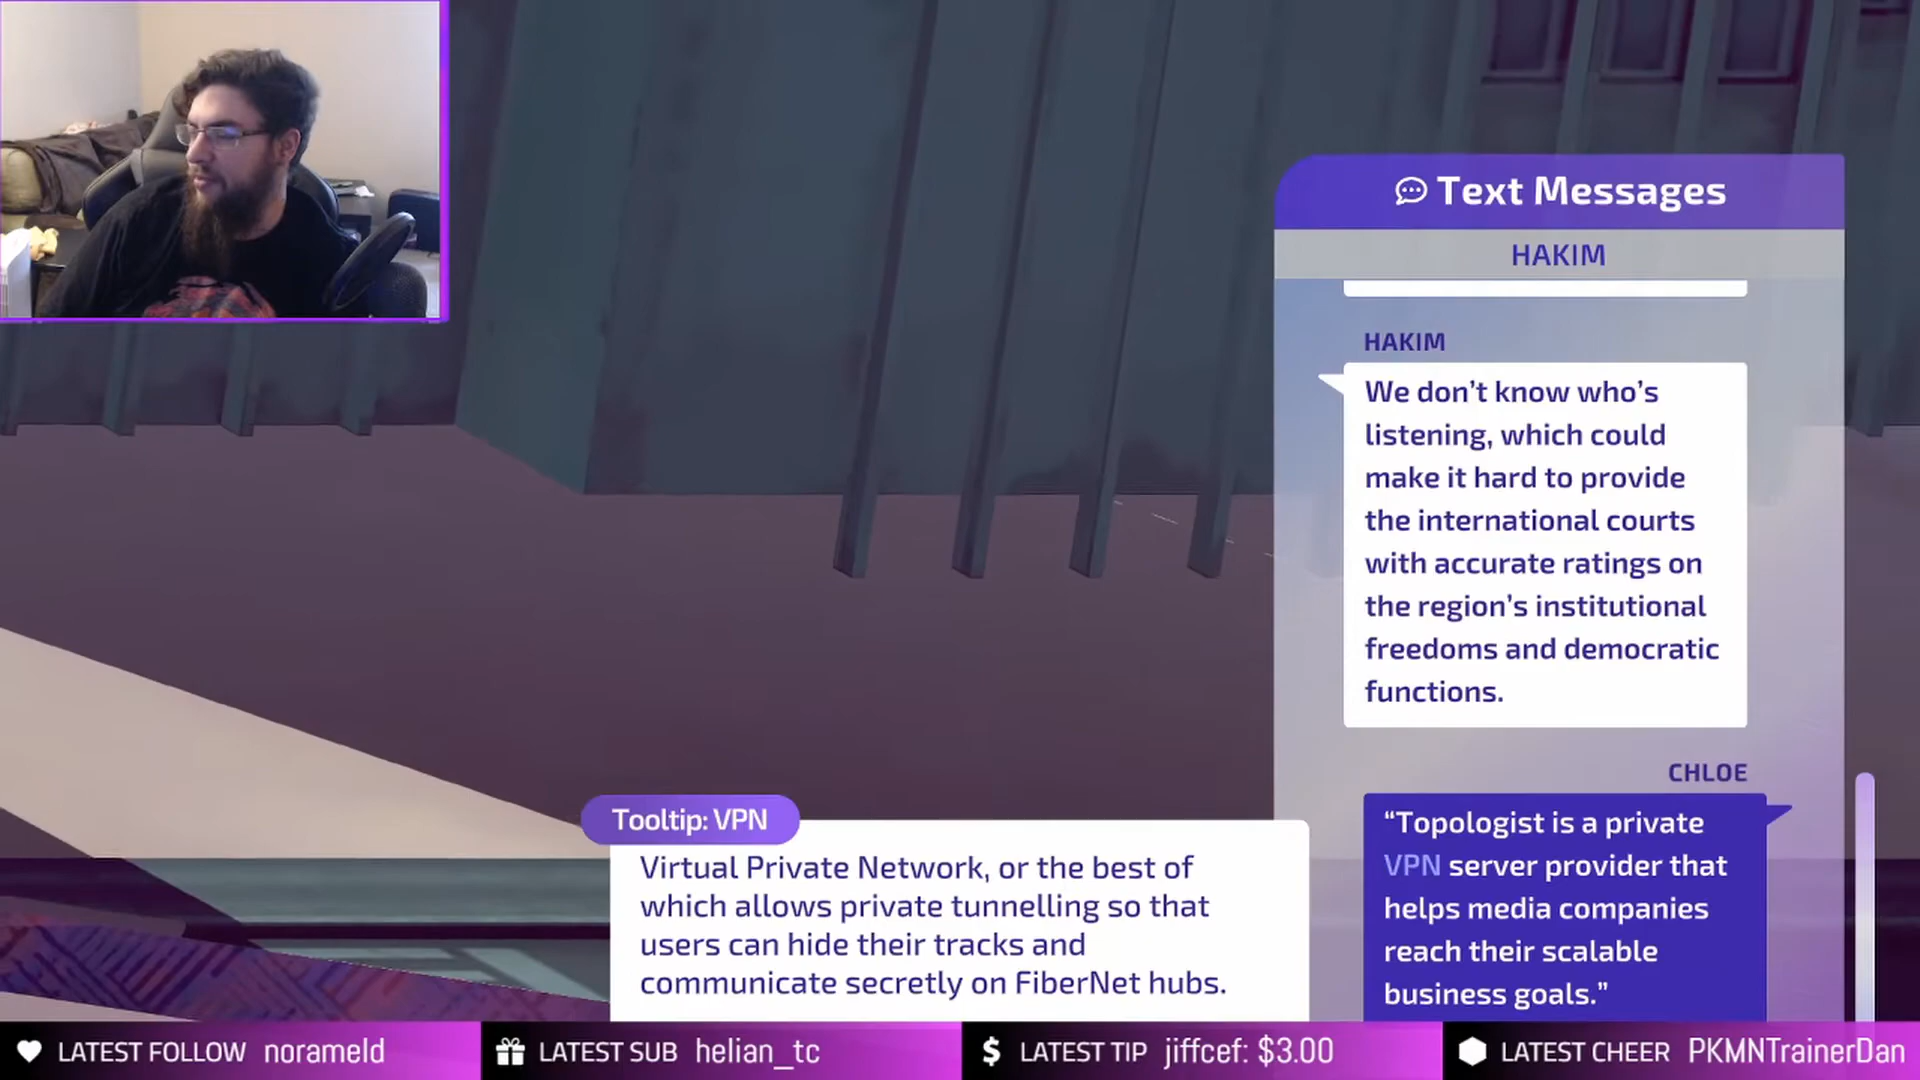 Text Messages
HAKIM
HAKIM
We don’t know who’s
listening, which could
make it hard to provide
the international courts
with accurate ratings on
the region’s institutional
freedoms and democratic
functions.
CHLOE
“Topologist is a private
VPN server provider that
helps media companies
reach their scalable
business goals.”
Tooltip: VPN
Virtual Private Network, or the best of
which allows private tunnelling so that
users can hide their tracks and
communicate secretly on FiberNet hubs.
LATEST FOLLOW norameld
LATEST SUB helian_tc
$ LATEST TIP jiffcef: $3.00
LATEST CHEER PKMNTrainerDan